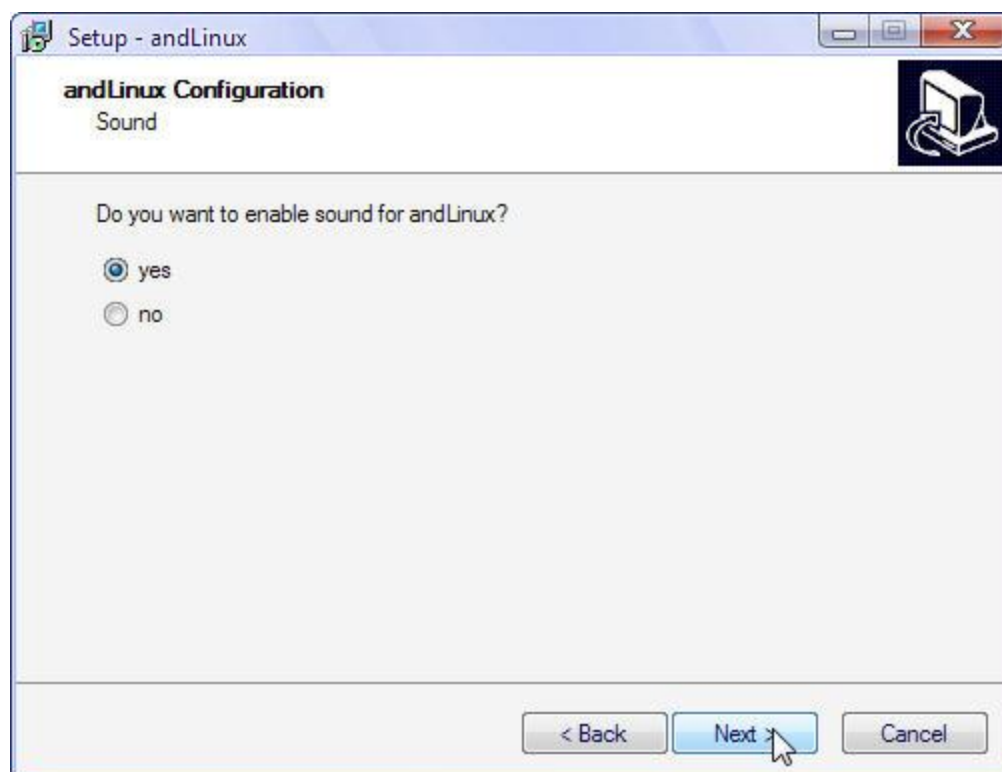 Setup - andLinux
andLinux Configuration
Sound
Do you want to enable sound for andLinux?
yes
no
< Back
Next >
Cancel